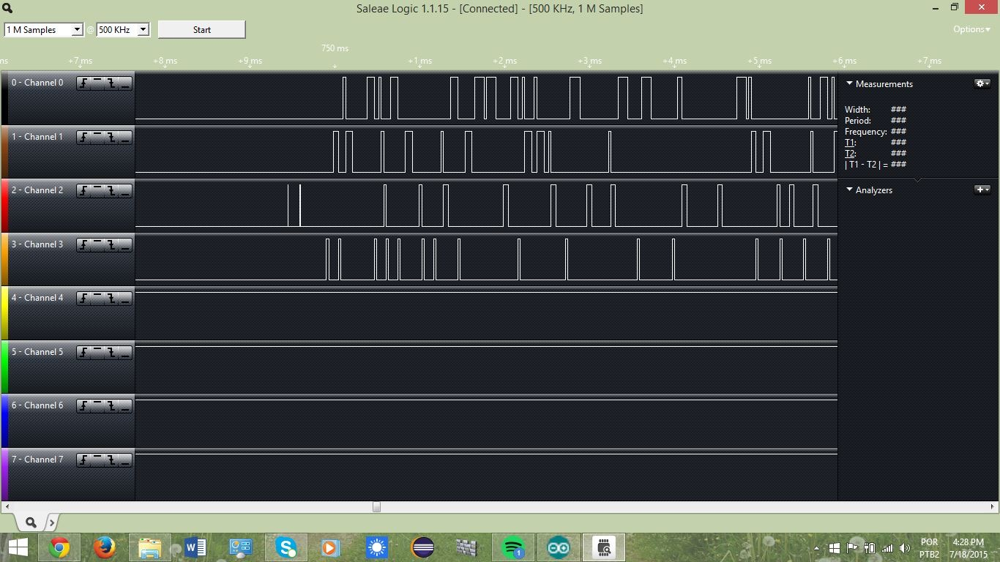 Saleae Logic 1.1.15 - [Connected] - [500 KHz, 1 M Samples]
1 M Samples @ 500 KHz Start Options
750 ms
ms +7 ms +8 ms +9 ms +1 ms +2 ms +3 ms +4 ms +5 ms +6 ms +7 ms
0 - Channel 0
1 - Channel 1
2 - Channel 2
3 - Channel 3
4 - Channel 4
5 - Channel 5
6 - Channel 6
7 - Channel 7
Measurements
Width: ###
Period: ###
Frequency: ###
T1: ###
T2: ###
| T1 - T2 | = ###
Analyzers
1
POR 4:28 PM
PTB2 7/18/2015